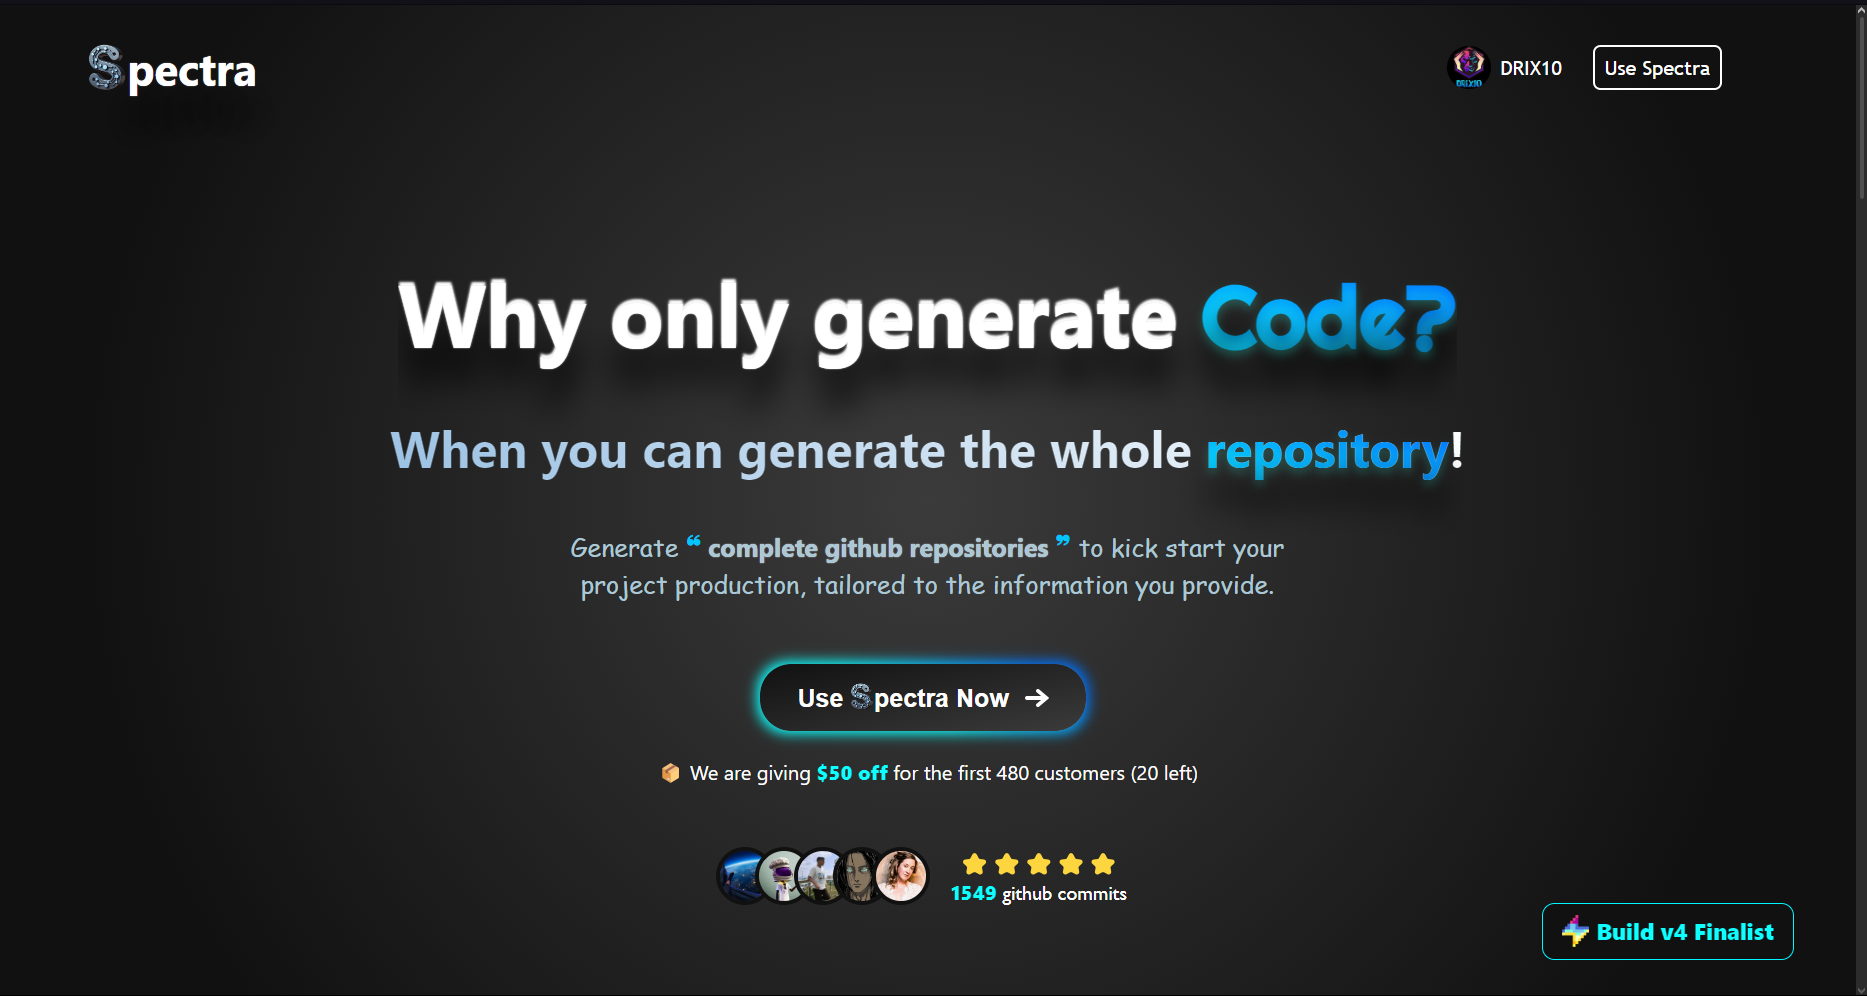 Spectra
DRIX10
DRIX10
Use Spectra
Why only generate Code?
When you can generate the whole repository!
Generate ❝ complete github repositories ❞ to kick start your
project production, tailored to the information you provide.
Use Spectra Now →
📦 We are giving $50 off for the first 480 customers (20 left)
1549 github commits
Build v4 Finalist